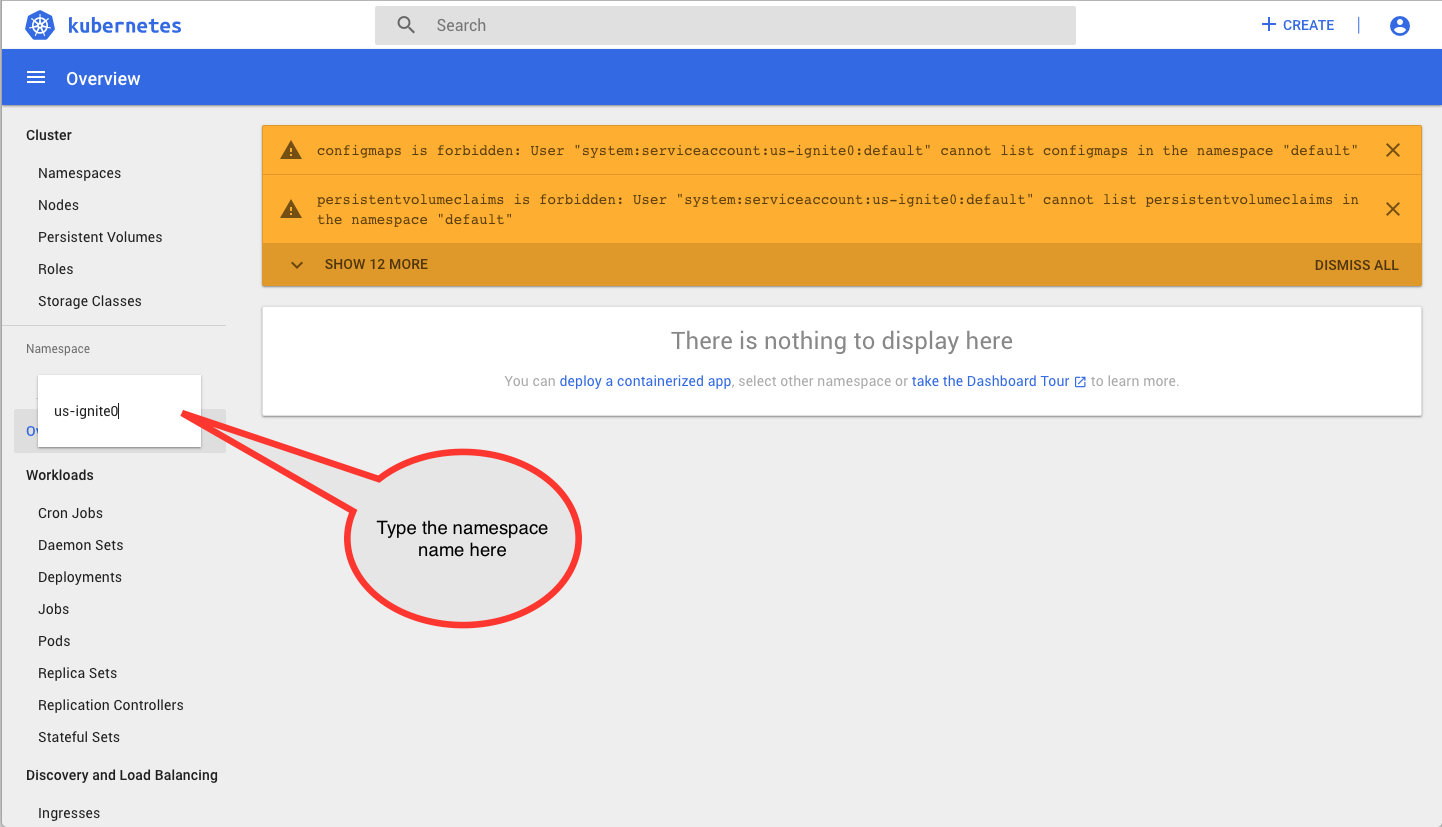 kubernetes
Search
CREATE
Overview
Cluster
Namespaces
Nodes
Persistent Volumes
Roles
Storage Classes
Namespace
us-ignite0
Ov
Workloads
Cron Jobs
Daemon Sets
Deployments
Jobs
Pods
Replica Sets
Replication Controllers
Stateful Sets
Discovery and Load Balancing
Ingresses
configmaps is forbidden: User "system:serviceaccount:us-ignite0:default" cannot list configmaps in the namespace "default"
persistentvolumeclaims is forbidden: User "system:serviceaccount:us-ignite0:default" cannot list persistentvolumeclaims in
the namespace "default"
SHOW 12 MORE
DISMISS ALL
There is nothing to display here
You can deploy a containerized app, select other namespace or take the Dashboard Tour to learn more.
Type the namespace
name here